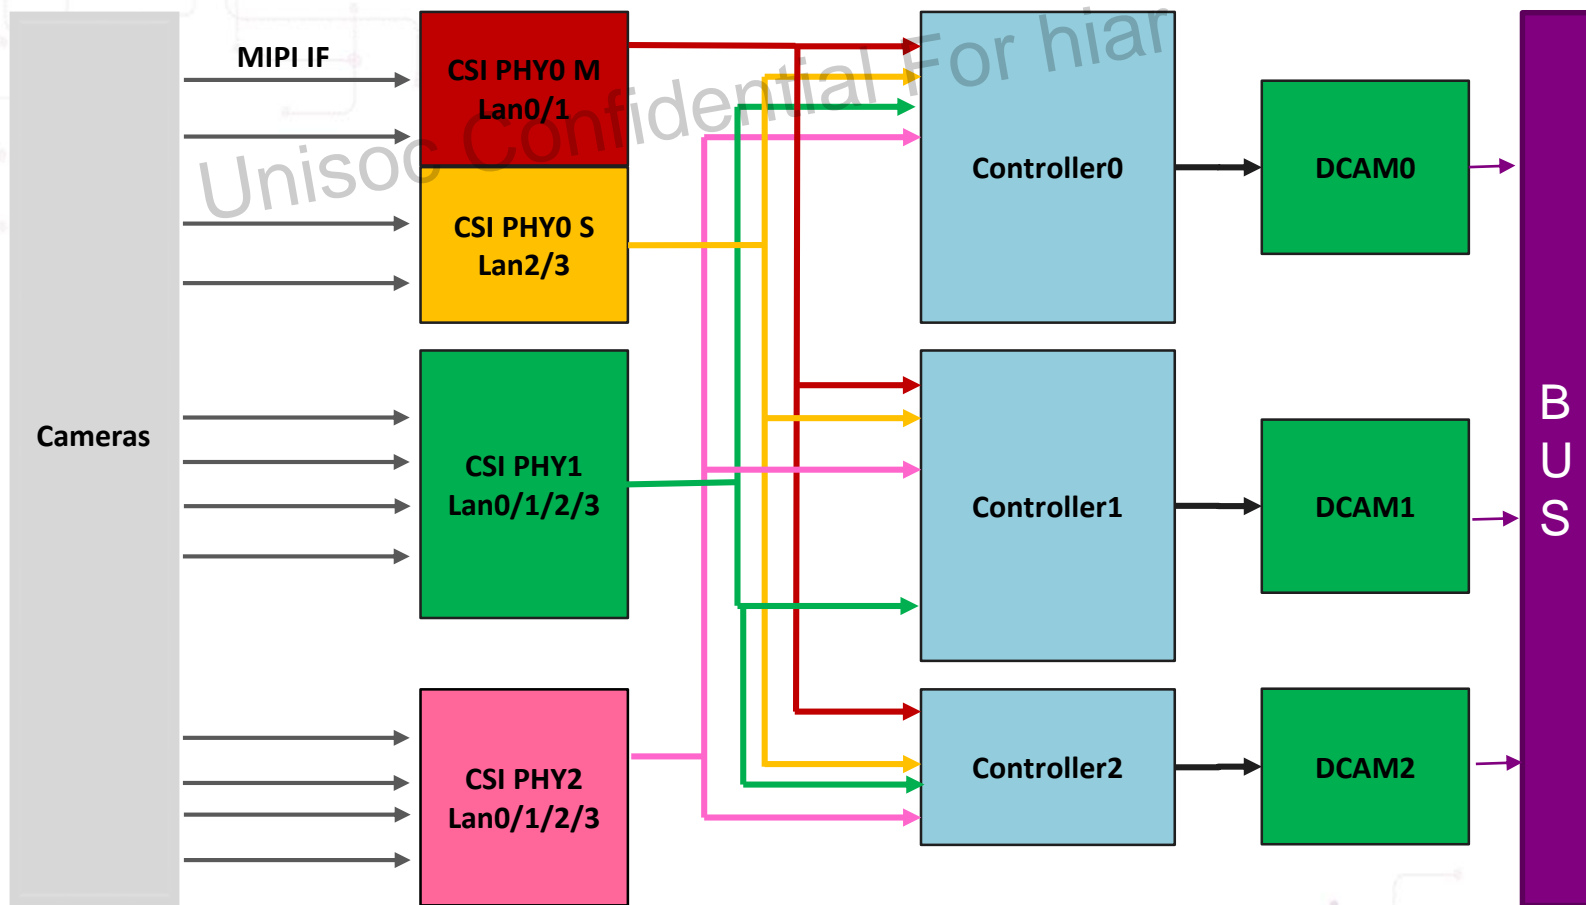 MIPI IF
CSI PHY0 M
Lan0/1
CSI PHY0 S
Lan2/3
Cameras
CSI PHY1
Lan0/1/2/3
CSI PHY2
Lan0/1/2/3
Controller0
Controller1
Controller2
DCAM0
DCAM1
DCAM2
B
U
S
Unisoc Confidential For hiar